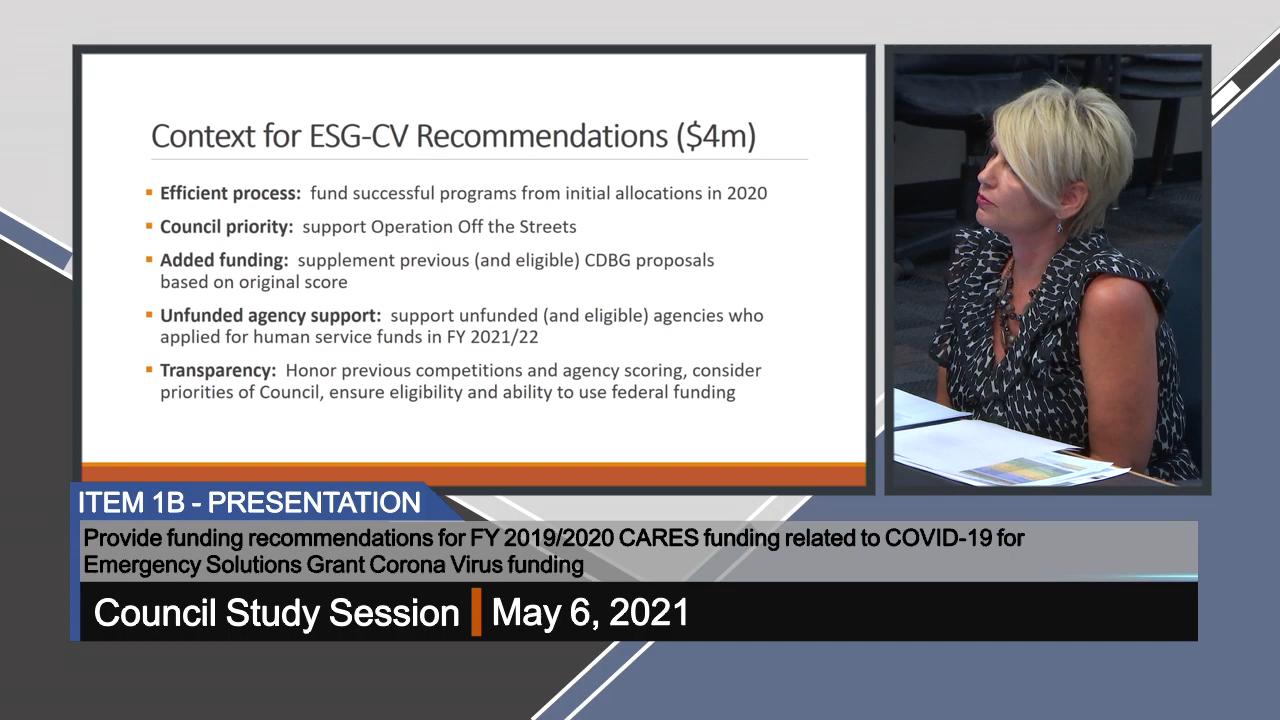 Context for ESG-CV Recommendations ($4m)
▪ Efficient process: fund successful programs from initial allocations in 2020
▪ Council priority: support Operation Off the Streets
▪ Added funding: supplement previous (and eligible) CDBG proposals
based on original score
▪ Unfunded agency support: support unfunded (and eligible) agencies who
applied for human service funds in FY 2021/22
▪ Transparency: Honor previous competitions and agency scoring, consider
priorities of Council, ensure eligibility and ability to use federal funding
ITEM 1B - PRESENTATION
Provide funding recommendations for FY 2019/2020 CARES funding related to COVID-19 for
Emergency Solutions Grant Corona Virus funding
Council Study Session | May 6, 2021